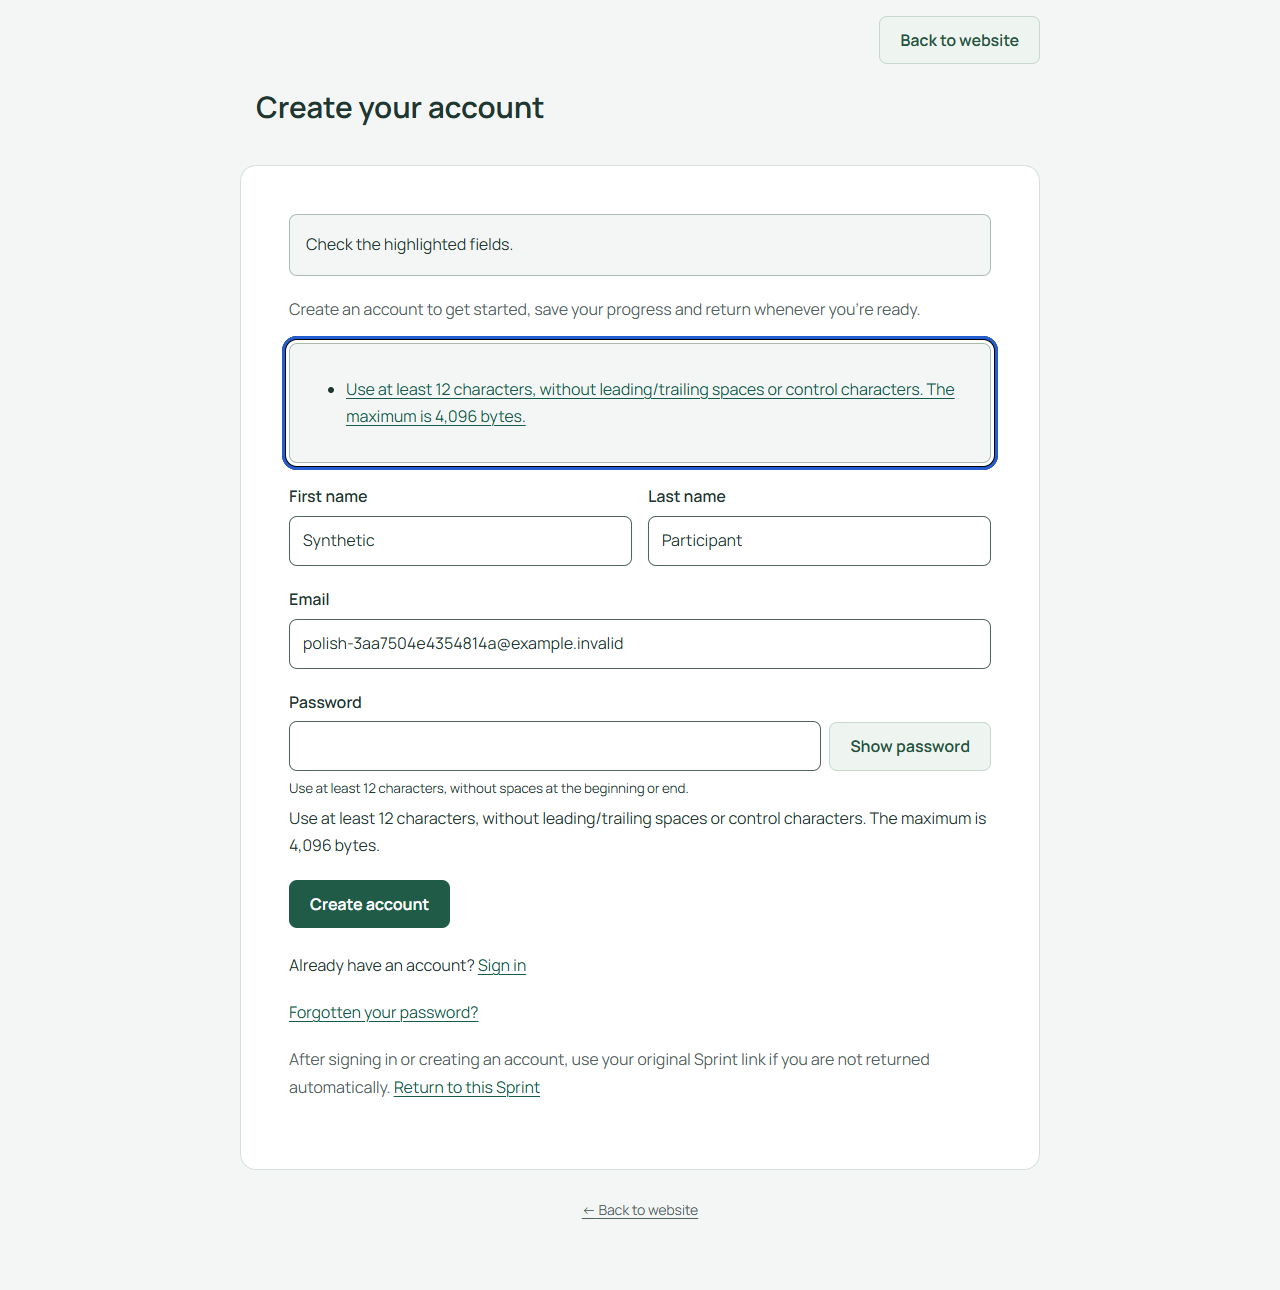 Back to website
Create your account
Check the highlighted fields.
Create an account to get started, save your progress and return whenever you're ready.
Use at least 12 characters, without leading/trailing spaces or control characters. The
maximum is 4,096 bytes.
First name
Last name
Synthetic
Participant
Email
polish-3aa7504e4354814a@example.invalid
Password
Show password
Use at least 12 characters, without spaces at the beginning or end.
Use at least 12 characters, without leading/trailing spaces or control characters. The maximum is
4,096 bytes.
Create account
Already have an account? Sign in
Forgotten your password?
After signing in or creating an account, use your original Sprint link if you are not returned
automatically. Return to this Sprint
← Back to website